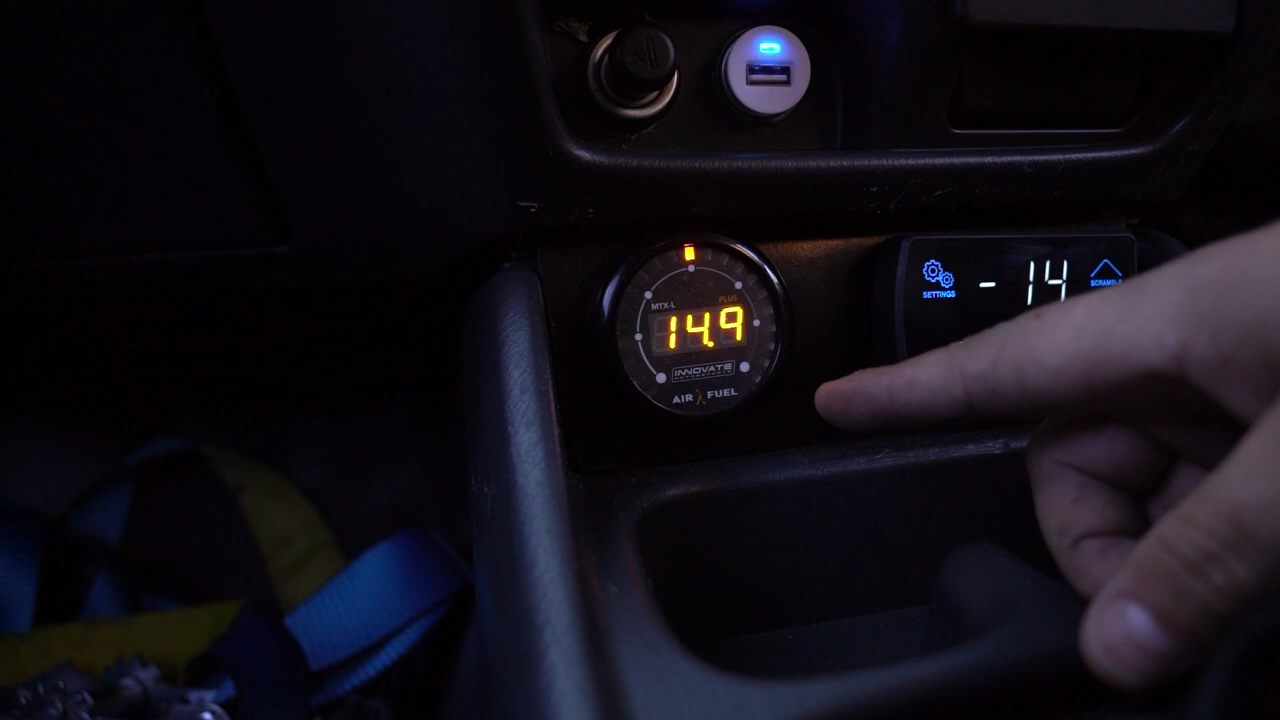 MTX-L PLUS
14.9
INNOVATE
AIR λ FUEL
SETTINGS
- 14
SCRAMBLE